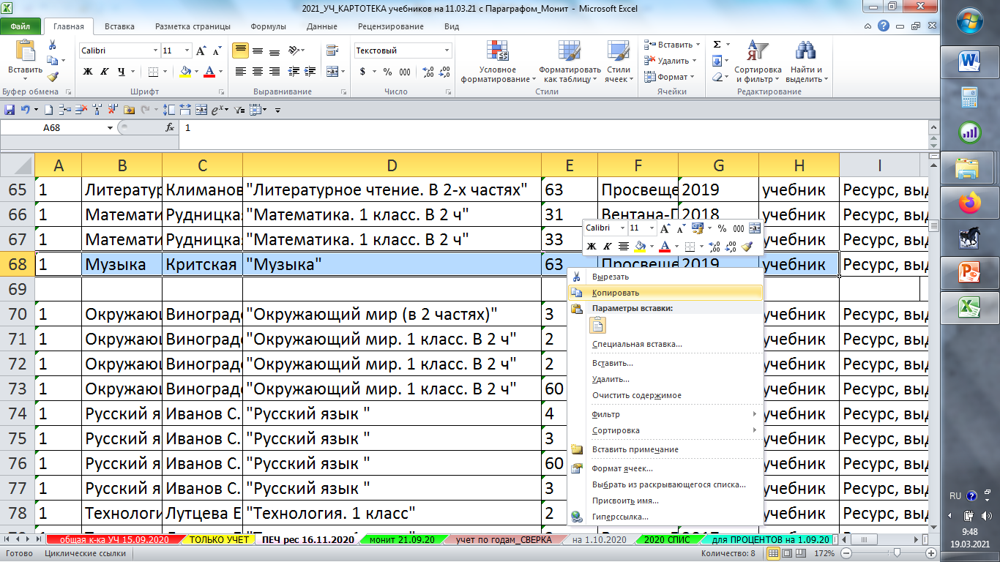 2021_УЧ_КАРТОТЕКА учебников на 11.03.21 с Параграфом_Монит - Microsoft Excel
Файл Главная Вставка Разметка страницы Формулы Данные Рецензирование Вид
Вставить
Calibri 11
Ж К Ч
Текстовый
$ % 000
Условное форматирование
Форматировать как таблицу
Стили ячеек
Вставить
Удалить
Формат
Σ
Сортировка и фильтр
Найти и выделить
Буфер обмена Шрифт Выравнивание Число Стили Ячейки Редактирование
A68 fx 1
A B C D E F G H I
65 1 Литератур Климанов "Литературное чтение. В 2-х частях" 63 Просвеще 2019 учебник Ресурс, выд
66 1 Математи Рудницка "Математика. 1 класс. В 2 ч" 31 Вентана-Г 2018 учебник Ресурс, выд
67 1 Математи Рудницка "Математика. 1 класс. В 2 ч" 33 учебник Ресурс, выд
68 1 Музыка Критская "Музыка" 63 Просвеще 2019 учебник Ресурс, выд
69
70 1 Окружаю Виноград "Окружающий мир (в 2 частях)" 3 учебник Ресурс, выд
71 1 Окружаю Виноград "Окружающий мир. 1 класс. В 2 ч" 2 учебник Ресурс, выд
72 1 Окружаю Виноград "Окружающий мир. 1 класс. В 2 ч" 2 учебник Ресурс, выд
73 1 Окружаю Виноград "Окружающий мир. 1 класс. В 2 ч" 60 учебник Ресурс, выд
74 1 Русский я Иванов С. "Русский язык " 4 учебник Ресурс, выд
75 1 Русский я Иванов С. "Русский язык " 3 учебник Ресурс, выд
76 1 Русский я Иванов С. "Русский язык " 60 учебник Ресурс, выд
77 1 Русский я Иванов С. "Русский язык " 3 учебник Ресурс, выд
78 1 Технологи Лутцева Е "Технология. 1 класс" 2 учебник Ресурс, выд
Calibri 11 % 000
Ж К
Вырезать
Копировать
Параметры вставки:
Специальная вставка...
Вставить...
Удалить...
Очистить содержимое
Фильтр
Сортировка
Вставить примечание
Формат ячеек...
Выбрать из раскрывающегося списка...
Присвоить имя...
Гиперссылка...
общая к-ка УЧ 15.09.2020 ТОЛЬКО УЧЕТ ПЕЧ рес 16.11.2020 монит 21.09.20 учет по годам_СВЕРКА на 1.10.2020 2020 СПИС для ПРОЦЕНТОВ на 1.09.20
Готово Циклические ссылки Количество: 8 172%
RU
9:48
19.03.2021